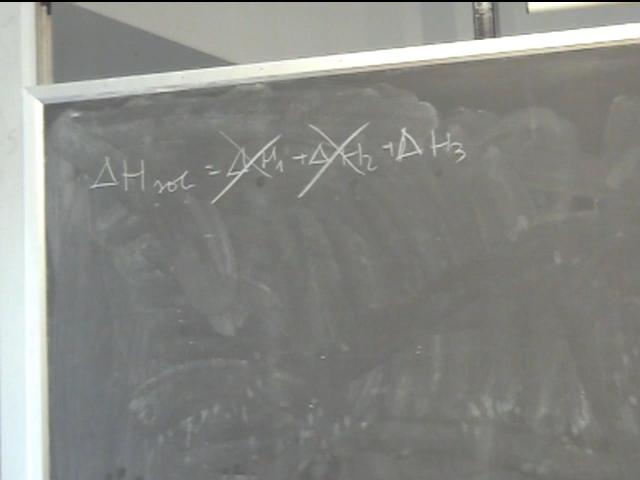 ΔH sol = ΔH₁ + ΔH₂ + ΔH₃